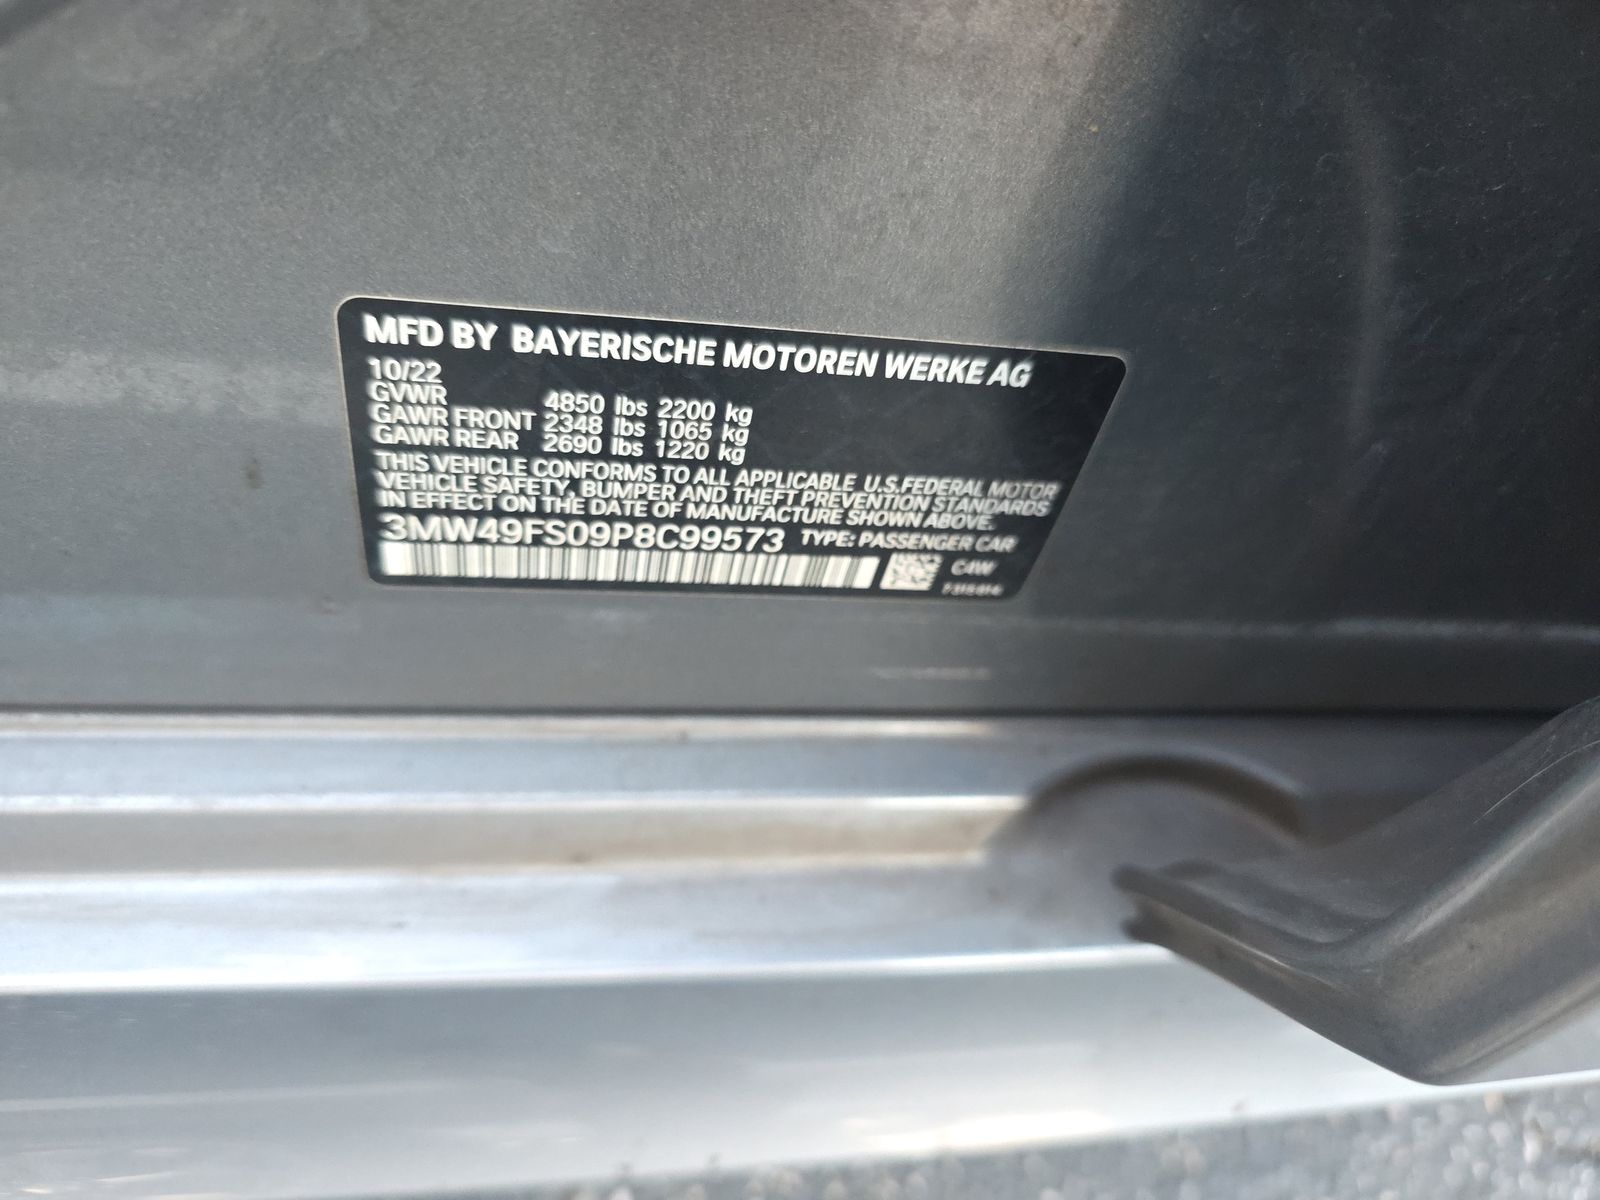 MFD BY BAYERISCHE MOTOREN WERKE AG
10/22
GVWR 4850 lbs 2200 kg
GAWR FRONT 2348 lbs 1065 kg
GAWR REAR 2690 lbs 1220 kg
THIS VEHICLE CONFORMS TO ALL APPLICABLE U.S.FEDERAL MOTOR
VEHICLE SAFETY, BUMPER AND THEFT PREVENTION STANDARDS
IN EFFECT ON THE DATE OF MANUFACTURE SHOWN ABOVE.
3MW49FS09P8C99573 TYPE: PASSENGER CAR
C4W